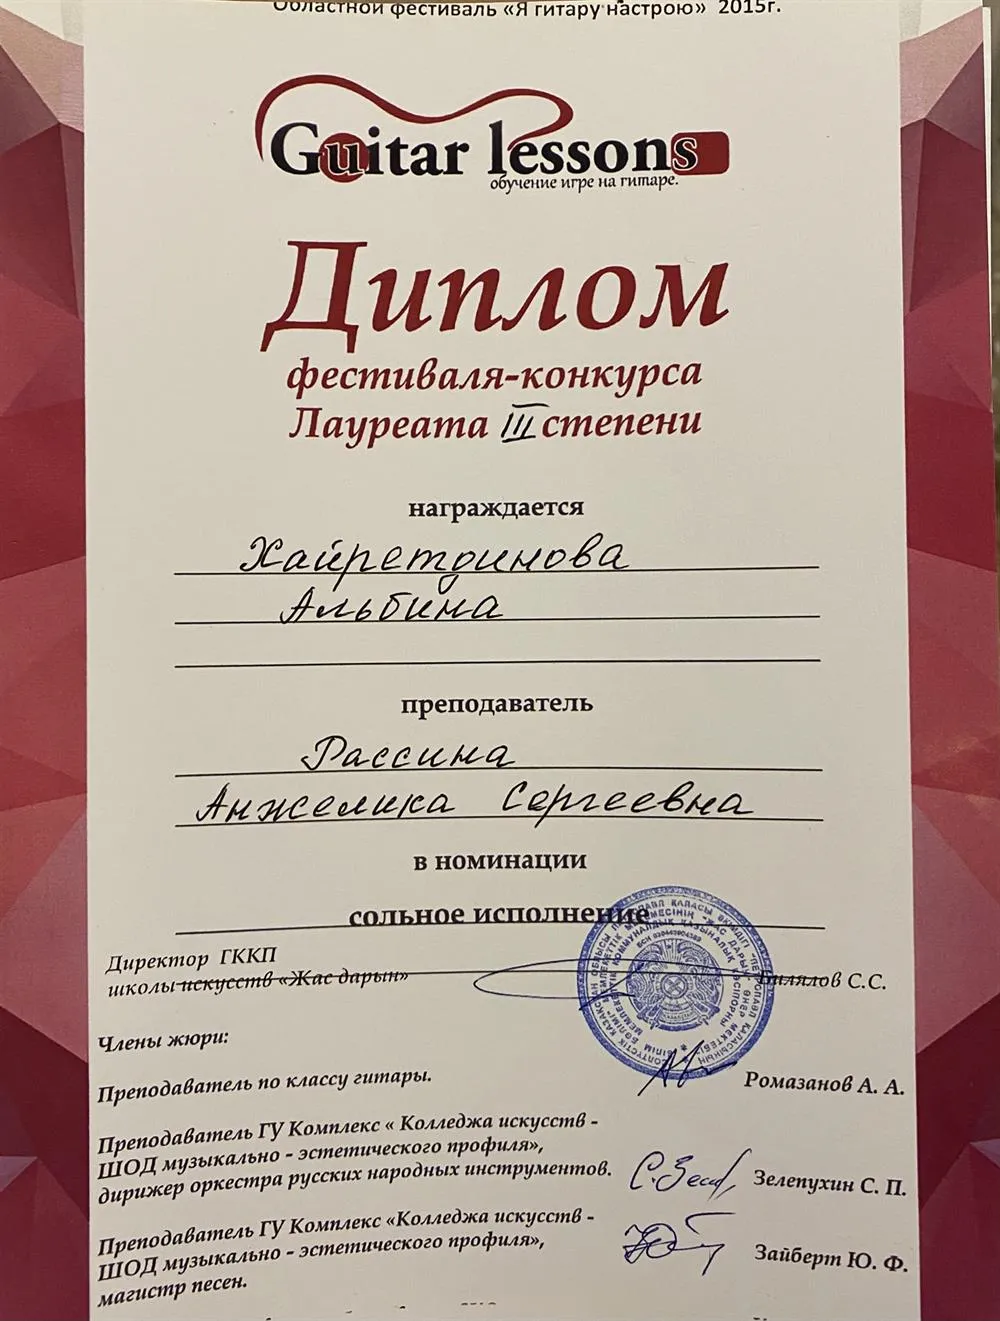 Областной фестиваль «Я гитару настрою» 2015г.
Guitar lessons
обучение игре на гитаре.
Диплом
фестиваля-конкурса
Лауреата III степени
награждается
Хайретдинова
Альбина
преподаватель
Рассина
Анжелика Сергеевна
в номинации
сольное исполнение
Директор ГККП
школы искусств «Жас дарын» Билялов С.С.
Члены жюри:
Преподаватель по классу гитары. Ромазанов А. А.
Преподаватель ГУ Комплекс « Колледжа искусств -
ШОД музыкально - эстетического профиля»,
дирижер оркестра русских народных инструментов. Зелепухин С. П.
Преподаватель ГУ Комплекс «Колледжа искусств -
ШОД музыкально - эстетического профиля», Зайберт Ю. Ф.
магистр песен.